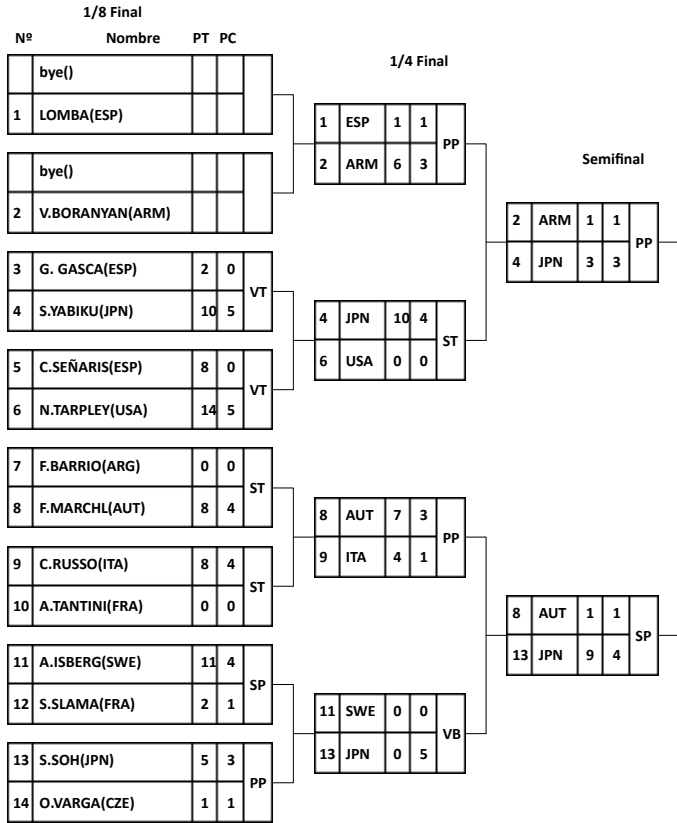 1/8 Final
Nº Nombre PT PC
bye()
1 LOMBA(ESP)
bye()
2 V.BORANYAN(ARM)
3 G. GASCA(ESP) 2 0
VT
4 S.YABIKU(JPN) 10 5
5 C.SEÑARIS(ESP) 8 0
VT
6 N.TARPLEY(USA) 14 5
7 F.BARRIO(ARG) 0 0
ST
8 F.MARCHL(AUT) 8 4
9 C.RUSSO(ITA) 8 4
ST
10 A.TANTINI(FRA) 0 0
11 A.ISBERG(SWE) 11 4
SP
12 S.SLAMA(FRA) 2 1
13 S.SOH(JPN) 5 3
PP
14 O.VARGA(CZE) 1 1
1/4 Final
1 ESP 1 1
PP
2 ARM 6 3
4 JPN 10 4
ST
6 USA 0 0
8 AUT 7 3
PP
9 ITA 4 1
11 SWE 0 0
VB
13 JPN 0 5
Semifinal
2 ARM 1 1
PP
4 JPN 3 3
8 AUT 1 1
SP
13 JPN 9 4